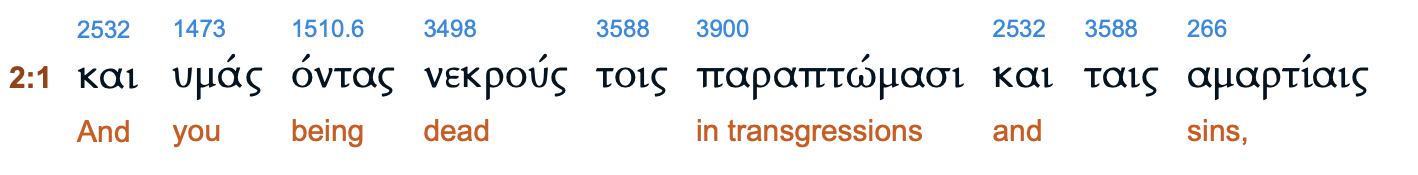 2532 1473 1510.6 3498 3588 3900 2532 3588 266
2:1 και υμάς όντας νεκρούς τοις παραπτώμασι και ταις αμαρτίαις
And you being dead in transgressions and sins,